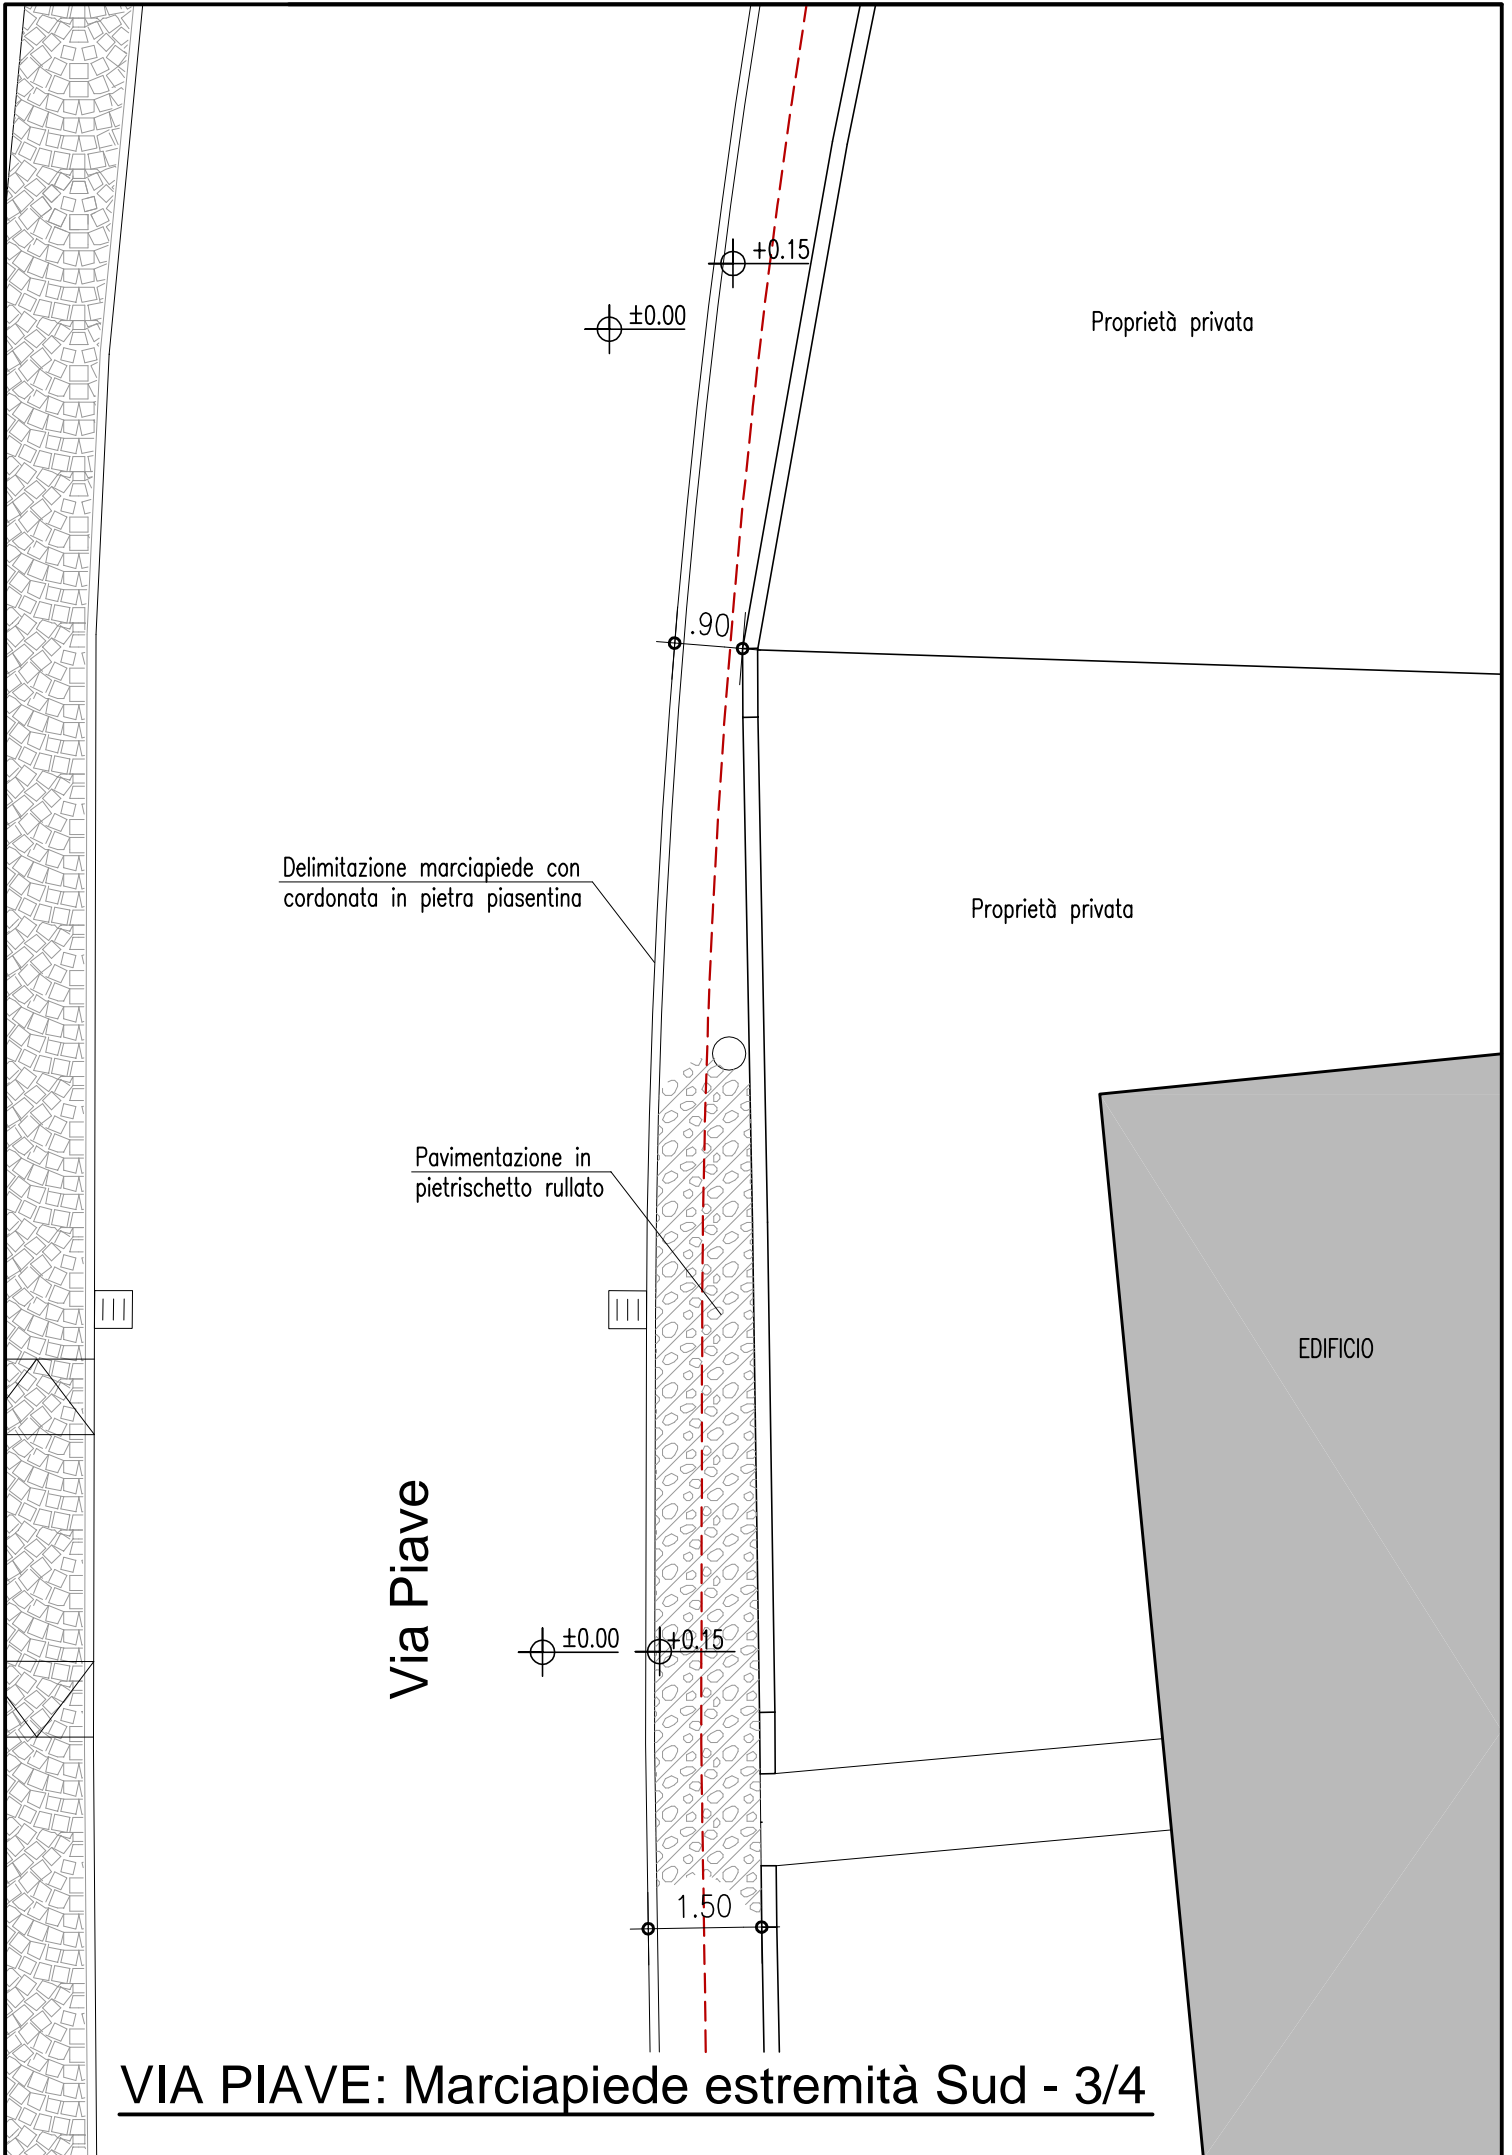 +0.15
±0.00
Proprietà privata
.90
Delimitazione marciapiede con
cordonata in pietra piasentina
Proprietà privata
Pavimentazione in
pietrischetto rullato
EDIFICIO
Via Piave
±0.00
+0.15
1.50
VIA PIAVE: Marciapiede estremità Sud - 3/4